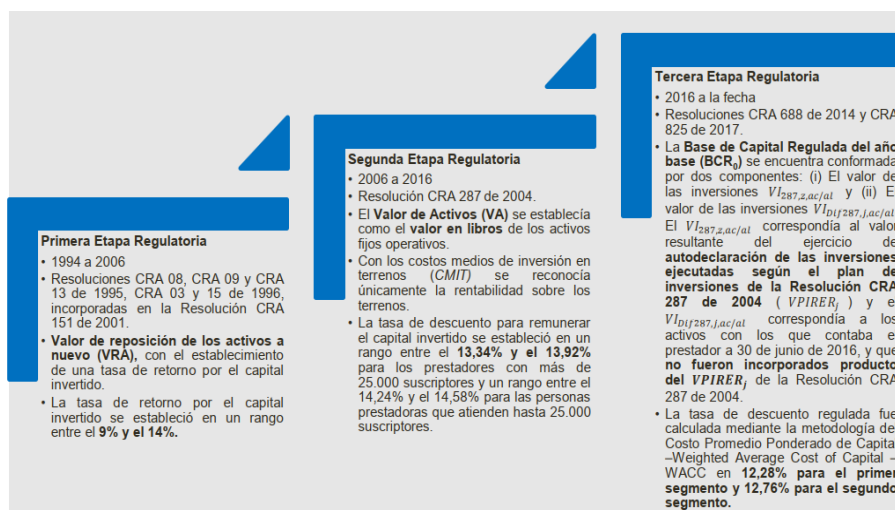 Primera Etapa Regulatoria
• 1994 a 2006
• Resoluciones CRA 08, CRA 09 y CRA
13 de 1995, CRA 03 y 15 de 1996,
incorporadas en la Resolución CRA
151 de 2001.
• Valor de reposición de los activos a
nuevo (VRA), con el establecimiento
de una tasa de retorno por el capital
invertido.
• La tasa de retorno por el capital
invertido se estableció en un rango
entre el 9% y el 14%.
Segunda Etapa Regulatoria
• 2006 a 2016
• Resolución CRA 287 de 2004.
• El Valor de Activos (VA) se establecía
como el valor en libros de los activos
fijos operativos.
• Con los costos medios de inversión en
terrenos (CMIT) se reconocía
únicamente la rentabilidad sobre los
terrenos.
• La tasa de descuento para remunerar
el capital invertido se estableció en un
rango entre el 13,34% y el 13,92%
para los prestadores con más de
25.000 suscriptores y un rango entre el
14,24% y el 14,58% para las personas
prestadoras que atienden hasta 25.000
suscriptores.
Tercera Etapa Regulatoria
• 2016 a la fecha
• Resoluciones CRA 688 de 2014 y CRA
825 de 2017.
• La Base de Capital Regulada del año
base (BCR₀) se encuentra conformada
por dos componentes: (i) El valor de
las inversiones VI287,z,ac/al y (ii) E
valor de las inversiones VIDif287,j,ac/al
El VI287,z,ac/al correspondía al valor
resultante del ejercicio de
autodeclaración de las inversiones
ejecutadas según el plan de
inversiones de la Resolución CRA
287 de 2004 ( VPIRERj ) y e
VIDif287,j,ac/al correspondía a los
activos con los que contaba e
prestador a 30 de junio de 2016, y que
no fueron incorporados producto
del VPIRERj de la Resolución CRA
287 de 2004.
• La tasa de descuento regulada fue
calculada mediante la metodología de
Costo Promedio Ponderado de Capita
–Weighted Average Cost of Capital –
WACC en 12,28% para el primer
segmento y 12,76% para el segundo
segmento.